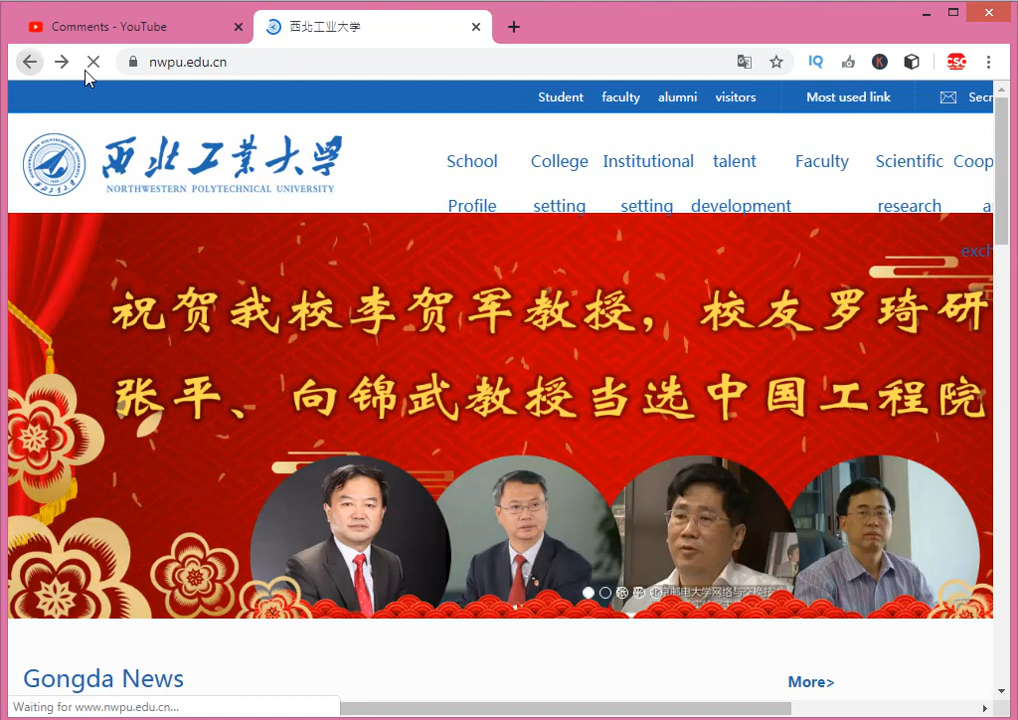 Comments - YouTube
西北工业大学
nwpu.edu.cn
IQ
K
CSC
Student faculty alumni visitors Most used link Secr
西北工业大学
NORTHWESTERN POLYTECHNICAL UNIVERSITY
School College Institutional talent Faculty Scientific Coop
Profile setting setting development research a
exch
祝贺我校李贺军教授，校友罗琦研
张平、向锦武教授当选中国工程院
Gongda News
More>
Waiting for www.nwpu.edu.cn...